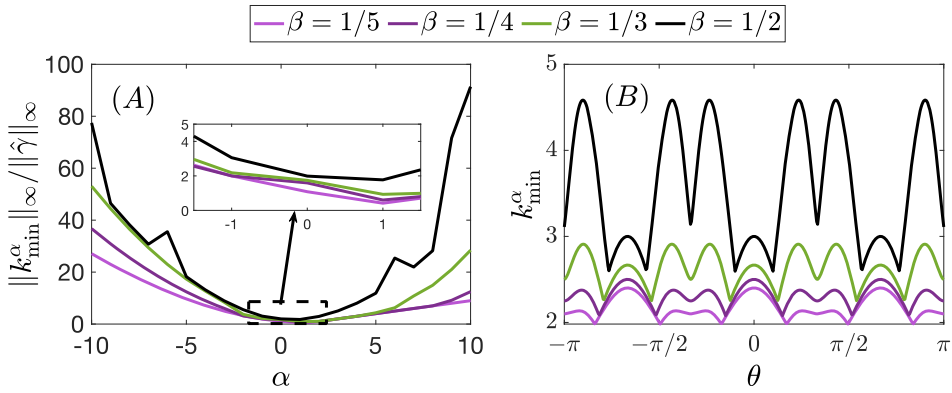 β = 1/5 β = 1/4 β = 1/3 β = 1/2
(A)
‖k^α_min‖_∞/‖γ̂‖_∞
100
80
60
40
20
0
-10 -5 0 5 10
α
5
4
2
0
-1 0 1
(B)
k^α_min
5
4
3
2
−π −π/2 0 π/2 π
θ